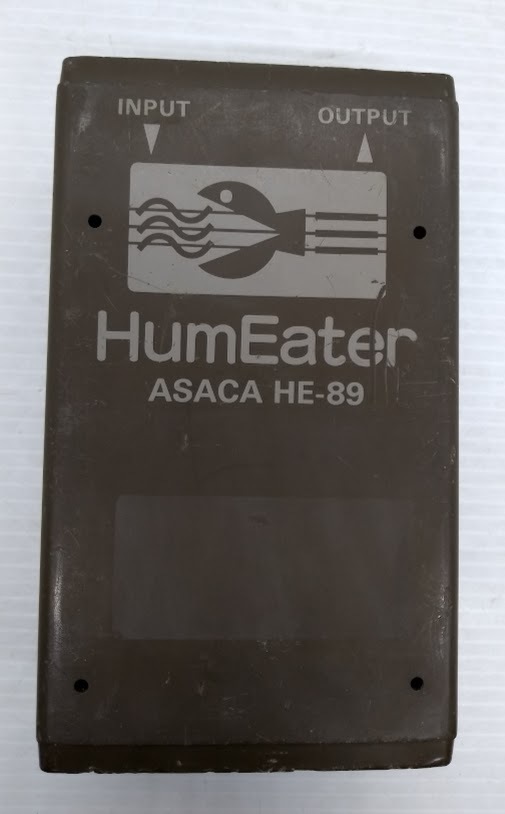 INPUT
OUTPUT
HumEater
ASACA HE-89